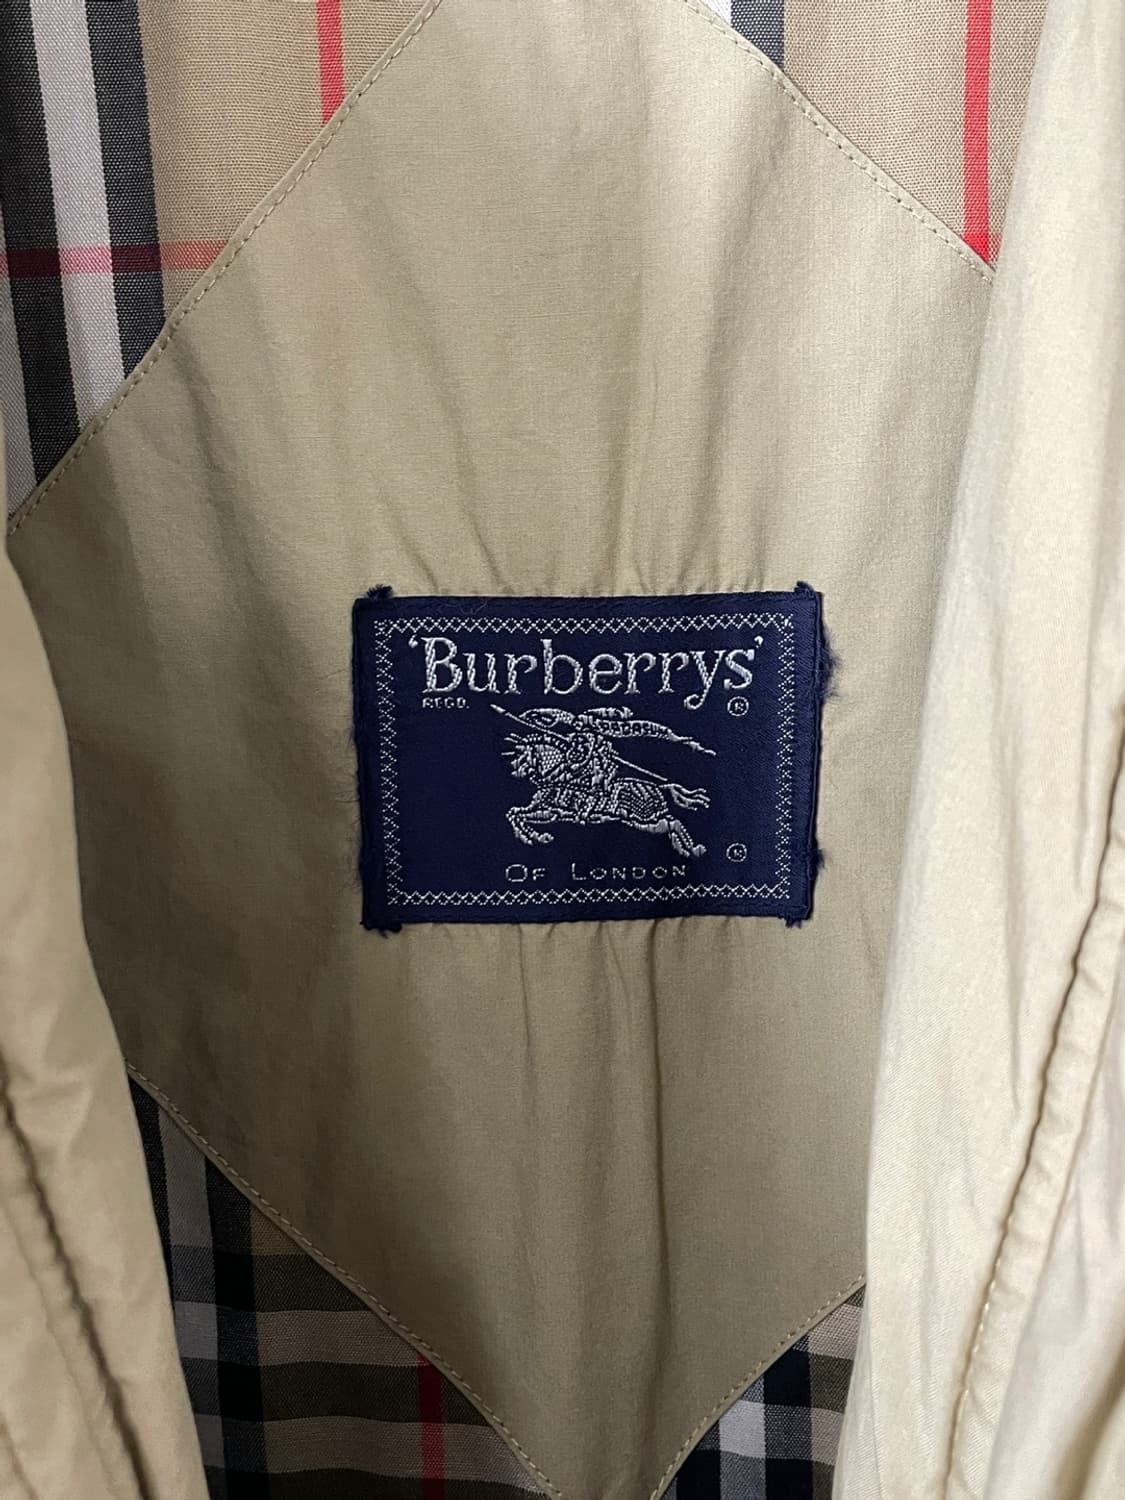 'Burberrys'
REGD. ®
®
OF LONDON